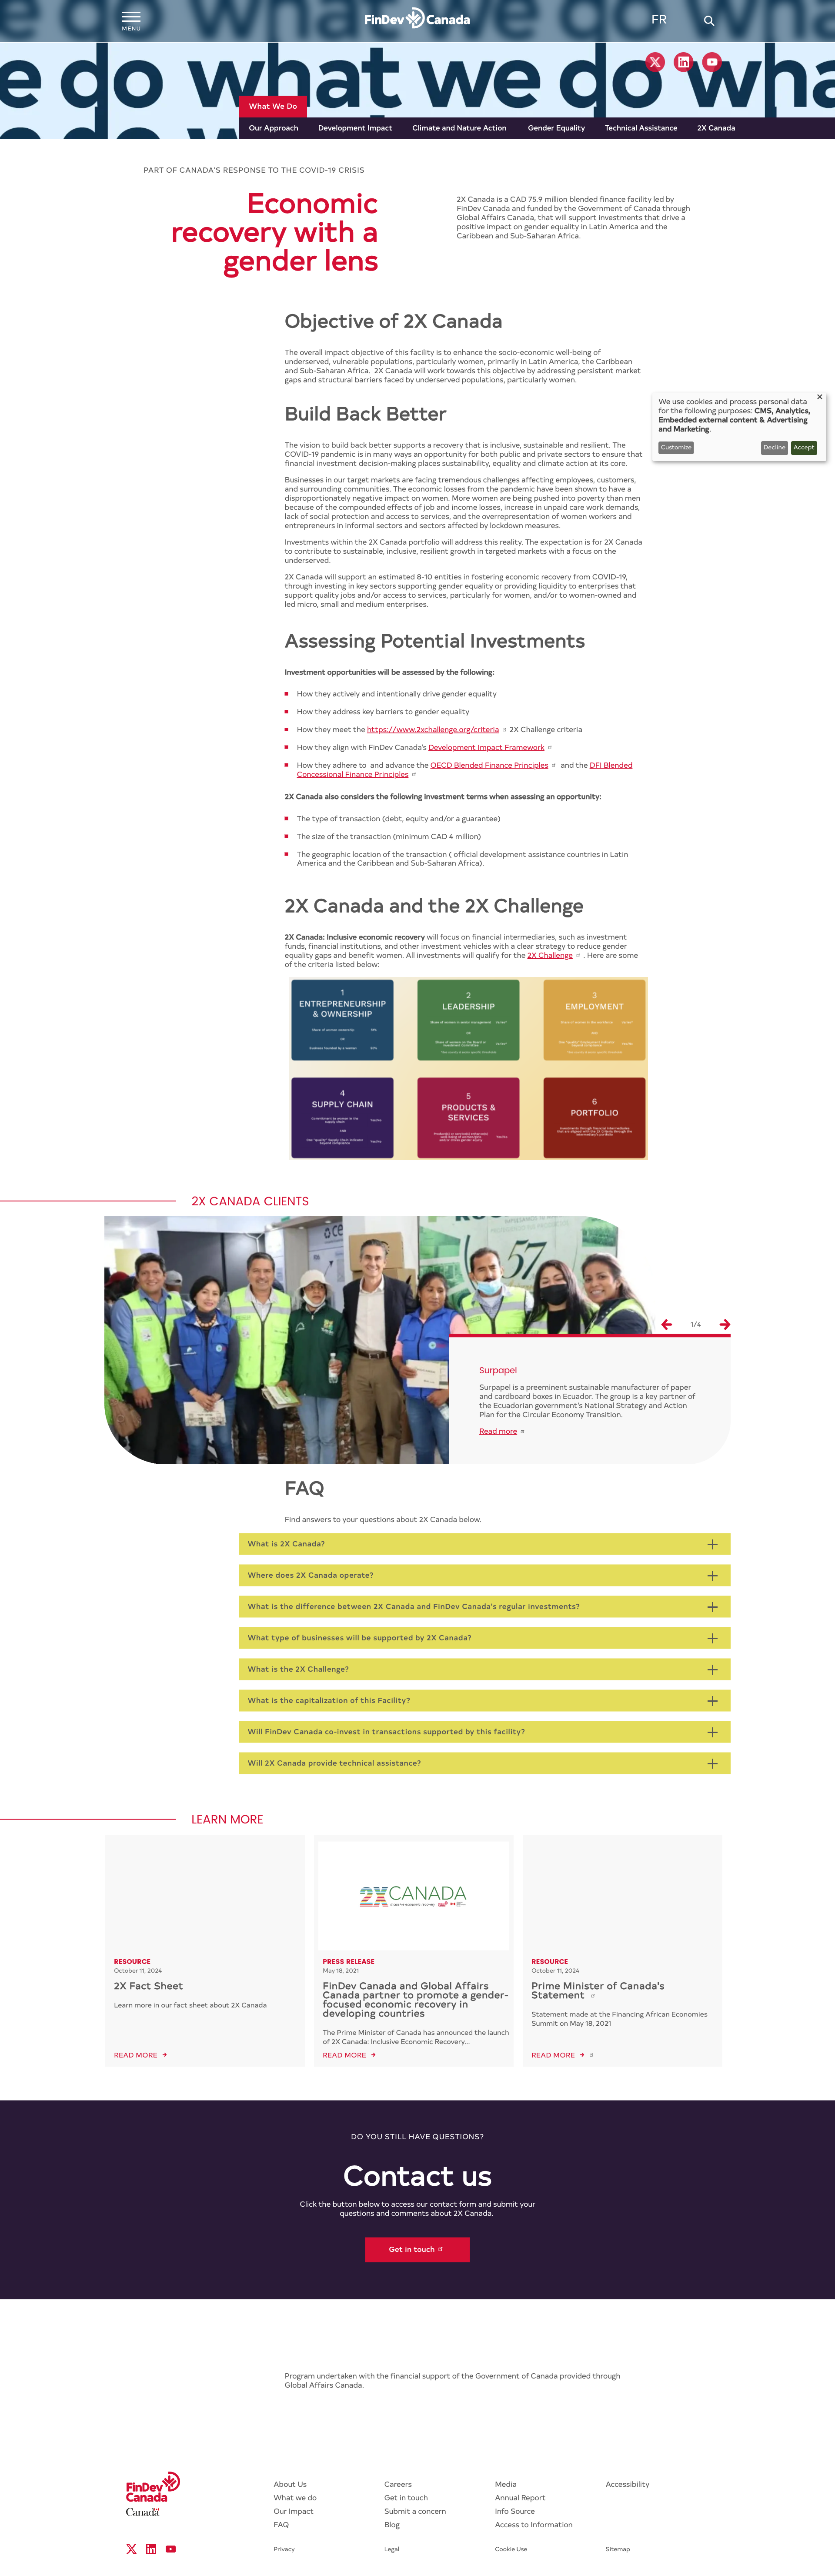 MENU
FinDev Canada
FR
e do what we do what we do wha
What We Do
Our Approach
Development Impact
Climate and Nature Action
Gender Equality
Technical Assistance
2X Canada
PART OF CANADA'S RESPONSE TO THE COVID-19 CRISIS
Economic
recovery with a
gender lens
2X Canada is a CAD 75.9 million blended finance facility led by
FinDev Canada and funded by the Government of Canada through
Global Affairs Canada, that will support investments that drive a
positive impact on gender equality in Latin America and the
Caribbean and Sub-Saharan Africa.
Objective of 2X Canada
The overall impact objective of this facility is to enhance the socio-economic well-being of
underserved, vulnerable populations, particularly women, primarily in Latin America, the Caribbean
and Sub-Saharan Africa. 2X Canada will work towards this objective by addressing persistent market
gaps and structural barriers faced by underserved populations, particularly women.
We use cookies and process personal data
for the following purposes: CMS, Analytics,
Embedded external content & Advertising
and Marketing.
Customize
Decline
Accept
Build Back Better
The vision to build back better supports a recovery that is inclusive, sustainable and resilient. The
COVID-19 pandemic is in many ways an opportunity for both public and private sectors to ensure that
financial investment decision-making places sustainability, equality and climate action at its core.
Businesses in our target markets are facing tremendous challenges affecting employees, customers,
and surrounding communities. The economic losses from the pandemic have been shown to have a
disproportionately negative impact on women. More women are being pushed into poverty than men
because of the compounded effects of job and income losses, increase in unpaid care work demands,
lack of social protection and access to services, and the overrepresentation of women workers and
entrepreneurs in informal sectors and sectors affected by lockdown measures.
Investments within the 2X Canada portfolio will address this reality. The expectation is for 2X Canada
to contribute to sustainable, inclusive, resilient growth in targeted markets with a focus on the
underserved.
2X Canada will support an estimated 8-10 entities in fostering economic recovery from COVID-19,
through investing in key sectors supporting gender equality or providing liquidity to enterprises that
support quality jobs and/or access to services, particularly for women, and/or to women-owned and
led micro, small and medium enterprises.
Assessing Potential Investments
Investment opportunities will be assessed by the following:
How they actively and intentionally drive gender equality
How they address key barriers to gender equality
How they meet the https://www.2xchallenge.org/criteria 2X Challenge criteria
How they align with FinDev Canada's Development Impact Framework
How they adhere to and advance the OECD Blended Finance Principles and the DFI Blended
Concessional Finance Principles
2X Canada also considers the following investment terms when assessing an opportunity:
The type of transaction (debt, equity and/or a guarantee)
The size of the transaction (minimum CAD 4 million)
The geographic location of the transaction ( official development assistance countries in Latin
America and the Caribbean and Sub-Saharan Africa).
2X Canada and the 2X Challenge
2X Canada: Inclusive economic recovery will focus on financial intermediaries, such as investment
funds, financial institutions, and other investment vehicles with a clear strategy to reduce gender
equality gaps and benefit women. All investments will qualify for the 2X Challenge . Here are some
of the criteria listed below:
1
ENTREPRENEURSHIP
& OWNERSHIP
Share of women ownership 51%
OR
Business founded by a woman 50%
2
LEADERSHIP
3
EMPLOYMENT
4
SUPPLY CHAIN
5
PRODUCTS &
SERVICES
6
PORTFOLIO
2X CANADA CLIENTS
57
1/4
Surpapel
Surpapel is a preeminent sustainable manufacturer of paper
and cardboard boxes in Ecuador. The group is a key partner of
the Ecuadorian government's National Strategy and Action
Plan for the Circular Economy Transition.
Read more
FAQ
Find answers to your questions about 2X Canada below.
What is 2X Canada?
Where does 2X Canada operate?
What is the difference between 2X Canada and FinDev Canada's regular investments?
What type of businesses will be supported by 2X Canada?
What is the 2X Challenge?
What is the capitalization of this Facility?
Will FinDev Canada co-invest in transactions supported by this facility?
Will 2X Canada provide technical assistance?
LEARN MORE
RESOURCE
October 11, 2024
2X Fact Sheet
Learn more in our fact sheet about 2X Canada
READ MORE
2XCANADA
PRESS RELEASE
May 18, 2021
FinDev Canada and Global Affairs
Canada partner to promote a gender-
focused economic recovery in
developing countries
The Prime Minister of Canada has announced the launch
of 2X Canada: Inclusive Economic Recovery...
READ MORE
RESOURCE
October 11, 2024
Prime Minister of Canada's
Statement
Statement made at the Financing African Economies
Summit on May 18, 2021
READ MORE
DO YOU STILL HAVE QUESTIONS?
Contact us
Click the button below to access our contact form and submit your
questions and comments about 2X Canada.
Get in touch
Program undertaken with the financial support of the Government of Canada provided through
Global Affairs Canada.
FinDev
Canada
Canada
About Us
What we do
Our Impact
FAQ
Careers
Get in touch
Submit a concern
Blog
Media
Annual Report
Info Source
Access to Information
Accessibility
Privacy
Legal
Cookie Use
Sitemap